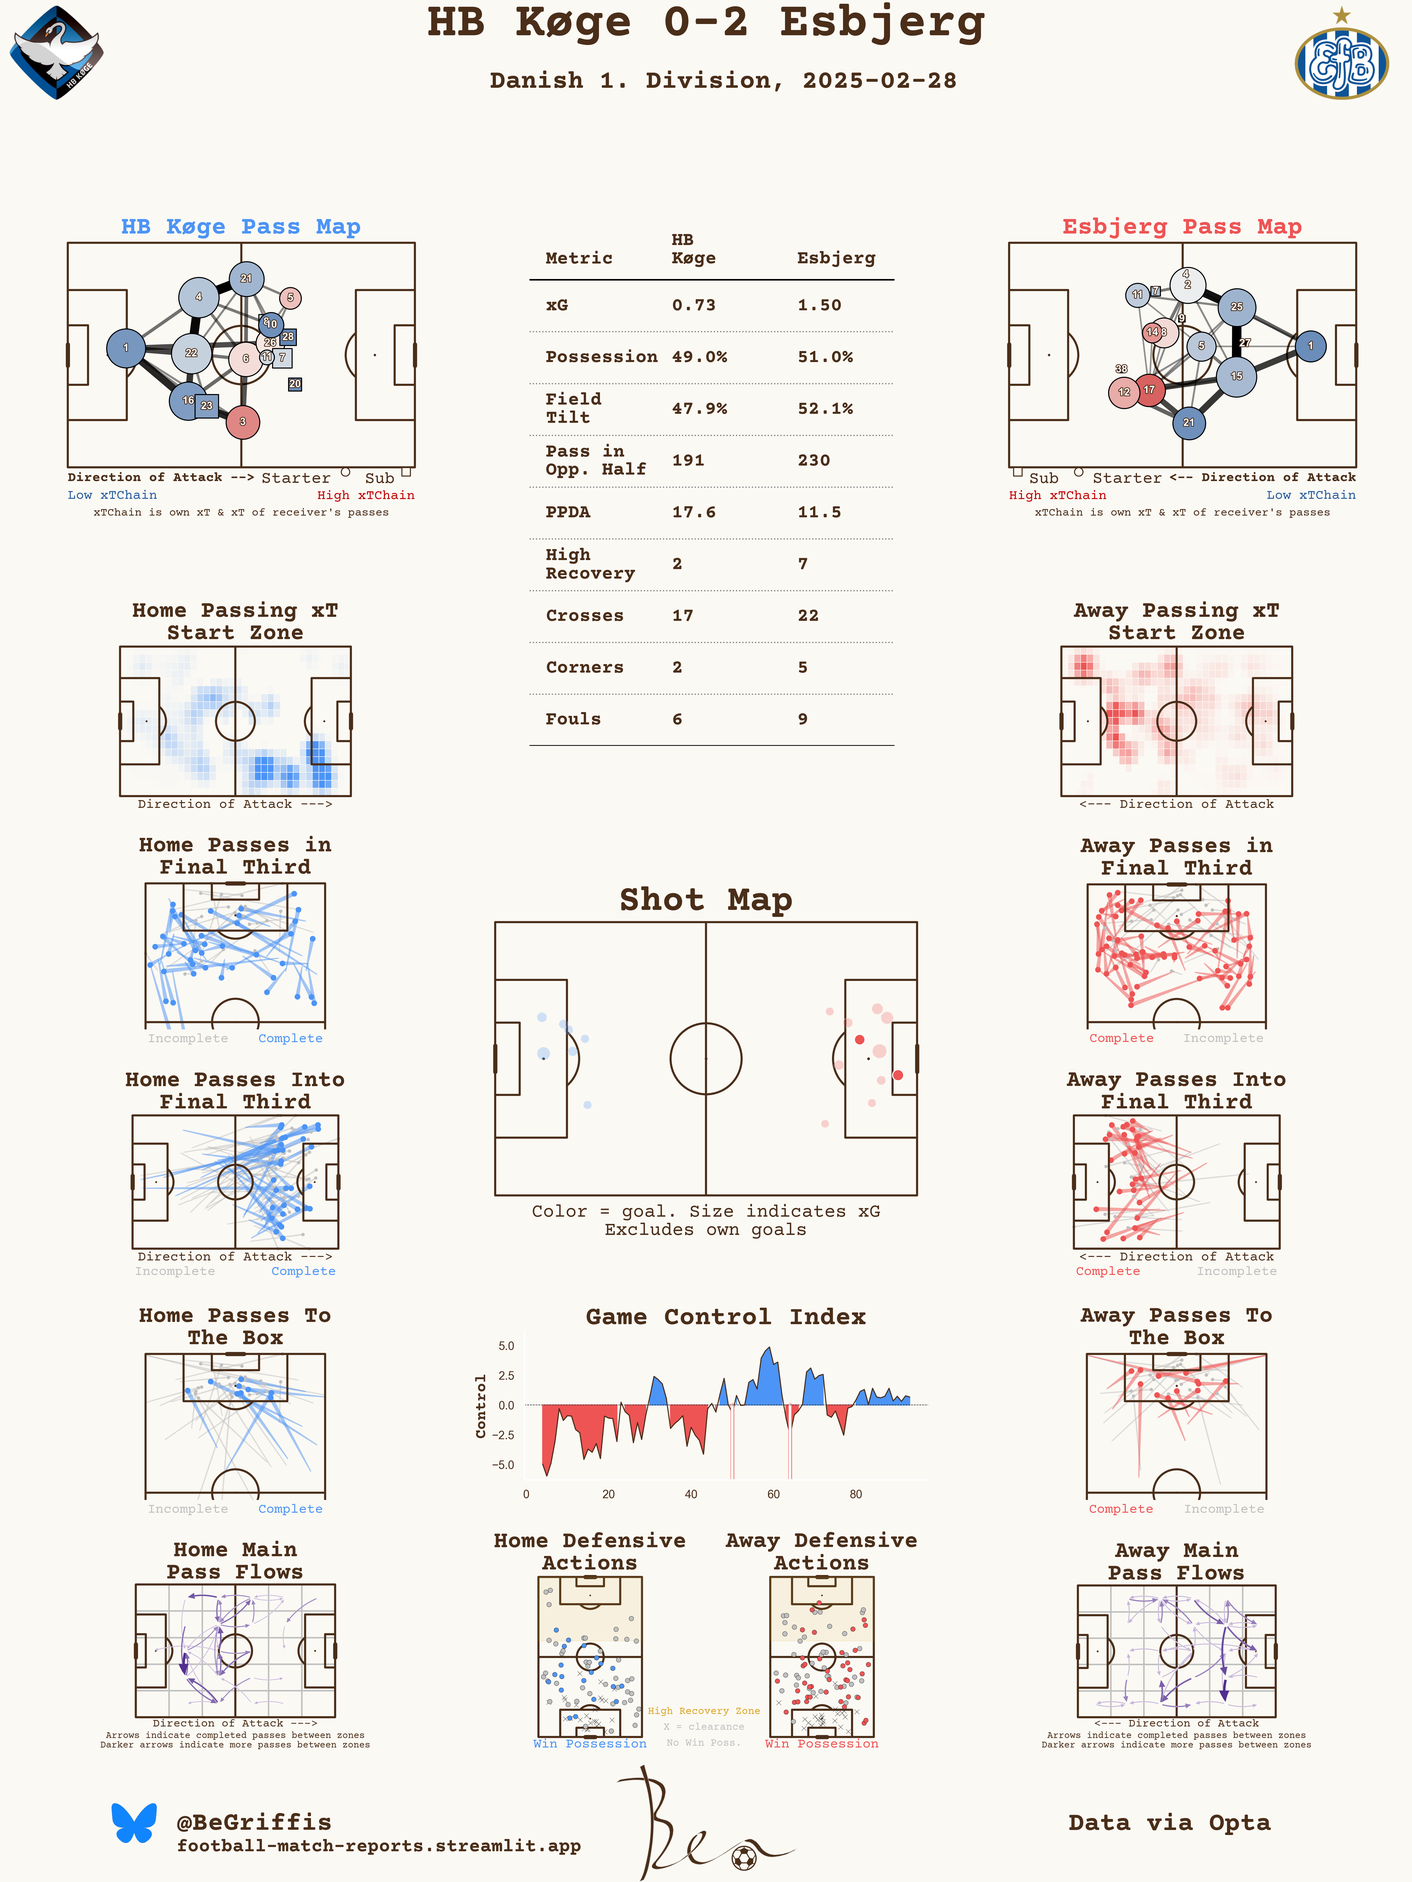 HB Køge 0-2 Esbjerg
Danish 1. Division, 2025-02-28
HB KØGE
EfB
HB Køge Pass Map
1
4
21
5
22
6
10
28
26
11
7
20
16
23
3
Direction of Attack --> Starter Sub
Low xTChain High xTChain
xTChain is own xT & xT of receiver's passes
Metric HB Køge Esbjerg
xG 0.73 1.50
Possession 49.0% 51.0%
Field Tilt 47.9% 52.1%
Pass in Opp. Half 191 230
PPDA 17.6 11.5
High Recovery 2 7
Crosses 17 22
Corners 2 5
Fouls 6 9
Esbjerg Pass Map
4
2
11
7
25
9
14
8
5
27
1
38
12
17
15
21
Sub Starter <-- Direction of Attack
High xTChain Low xTChain
xTChain is own xT & xT of receiver's passes
Home Passing xT
Start Zone
Direction of Attack --->
Away Passing xT
Start Zone
<--- Direction of Attack
Home Passes in
Final Third
Incomplete Complete
Away Passes in
Final Third
Complete Incomplete
Shot Map
Color = goal. Size indicates xG
Excludes own goals
Home Passes Into
Final Third
Direction of Attack --->
Incomplete Complete
Away Passes Into
Final Third
<--- Direction of Attack
Complete Incomplete
Home Passes To
The Box
Incomplete Complete
Game Control Index
Control
5.0
2.5
0.0
−2.5
−5.0
0 20 40 60 80
Away Passes To
The Box
Complete Incomplete
Home Main
Pass Flows
Direction of Attack --->
Arrows indicate completed passes between zones
Darker arrows indicate more passes between zones
Home Defensive
Actions
Win Possession
High Recovery Zone
X = clearance
No Win Poss.
Away Defensive
Actions
Win Possession
Away Main
Pass Flows
<--- Direction of Attack
Arrows indicate completed passes between zones
Darker arrows indicate more passes between zones
@BeGriffis
football-match-reports.streamlit.app
Ben
Data via Opta